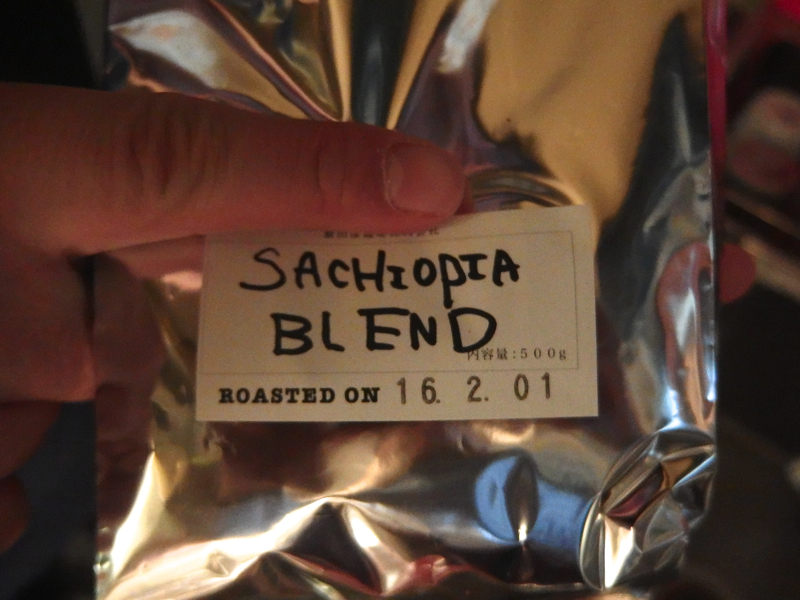 SACHIOPIA
BLEND
内容量:500g
ROASTED ON 16. 2. 01